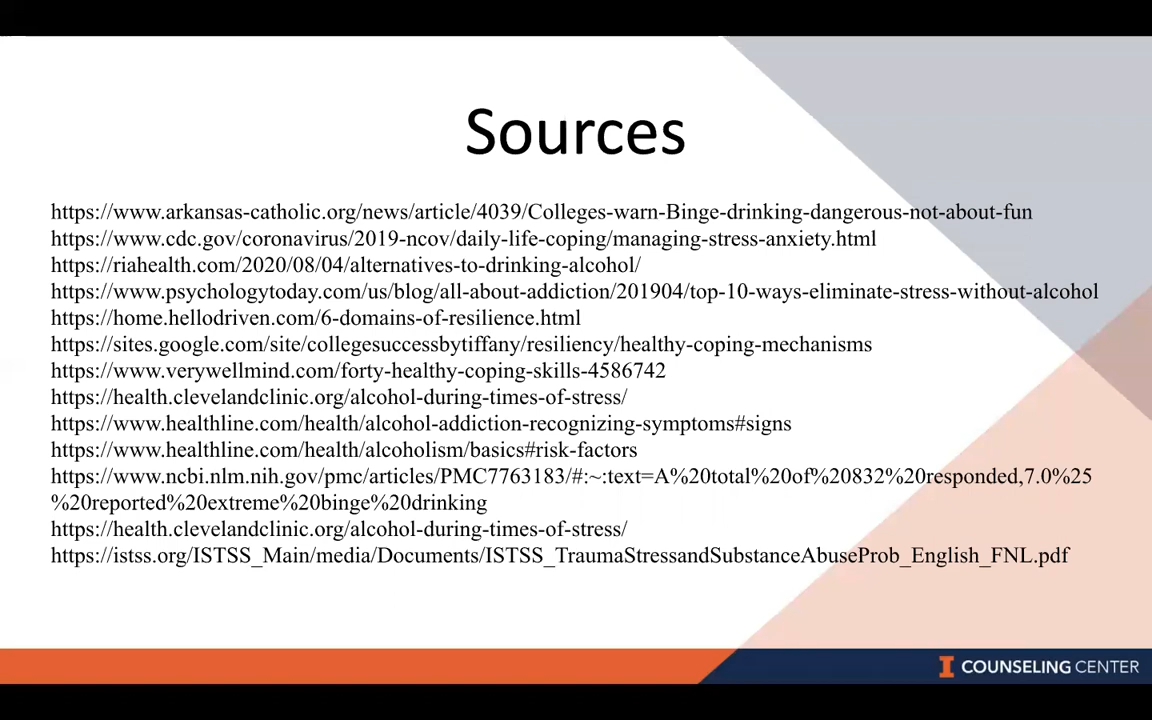 Sources
https://www.arkansas-catholic.org/news/article/4039/Colleges-warn-Binge-drinking-dangerous-not-about-fun
https://www.cdc.gov/coronavirus/2019-ncov/daily-life-coping/managing-stress-anxiety.html
https://riahealth.com/2020/08/04/alternatives-to-drinking-alcohol/
https://www.psychologytoday.com/us/blog/all-about-addiction/201904/top-10-ways-eliminate-stress-without-alcohol
https://home.hellodriven.com/6-domains-of-resilience.html
https://sites.google.com/site/collegesuccessbytiffany/resiliency/healthy-coping-mechanisms
https://www.verywellmind.com/forty-healthy-coping-skills-4586742
https://health.clevelandclinic.org/alcohol-during-times-of-stress/
https://www.healthline.com/health/alcohol-addiction-recognizing-symptoms#signs
https://www.healthline.com/health/alcoholism/basics#risk-factors
https://www.ncbi.nlm.nih.gov/pmc/articles/PMC7763183/#:~:text=A%20total%20of%20832%20responded,7.0%25
%20reported%20extreme%20binge%20drinking
https://health.clevelandclinic.org/alcohol-during-times-of-stress/
https://istss.org/ISTSS_Main/media/Documents/ISTSS_TraumaStressandSubstanceAbuseProb_English_FNL.pdf
I COUNSELING CENTER